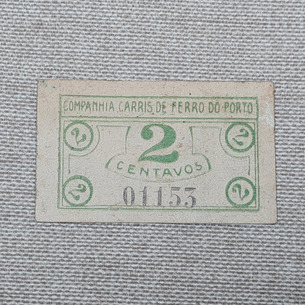 COMPANHIA CARRIS DE FERRO DO PORTO
2 2
2
CENTAVOS
2 2
01153